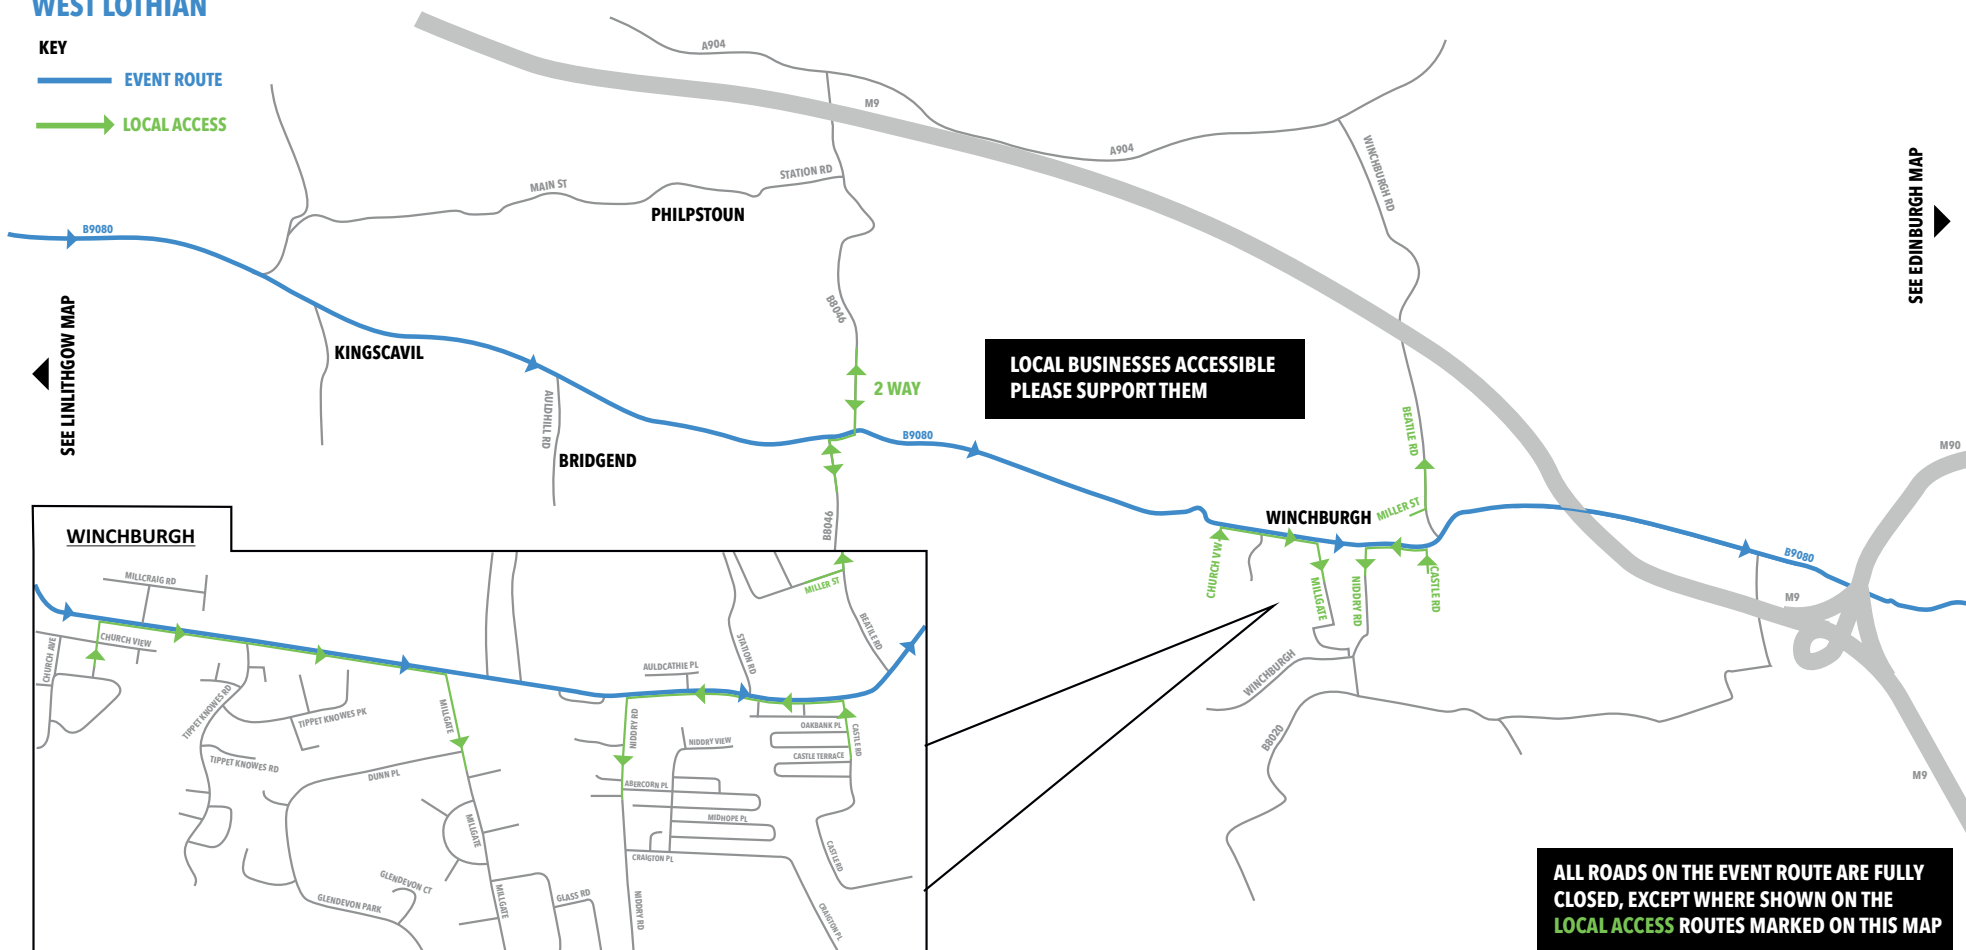 WEST LOTHIAN
KEY
EVENT ROUTE
LOCAL ACCESS
A904
M9
A904
WINCHBURGH RD
MAIN ST
STATION RD
PHILPSTOUN
B9080
SEE EDINBURGH MAP
SEE LINLITHGOW MAP
B8046
KINGSCAVIL
LOCAL BUSINESSES ACCESSIBLE
PLEASE SUPPORT THEM
2 WAY
AULDHILL RD
BRIDGEND
B9080
BEATILE RD
M90
B8046
WINCHBURGH
MILLER ST
CHURCH VW
MILLGATE
NIDDRY RD
CASTLE RD
B9080
M9
WINCHBURGH
B8020
M9
WINCHBURGH
MILLCRAIG RD
CHURCH VIEW
CHURCH AVE
MILLER ST
BEATILE RD
STATION RD
AULDCATHIE PL
TIPPET KNOWES RD
TIPPET KNOWES PK
TIPPET KNOWES RD
MILLGATE
NIDDRY RD
NIDDRY VIEW
OAKBANK PL
CASTLE RD
CASTLE TERRACE
DUNN PL
ABERCORN PL
MIDHOPE PL
MILLGATE
CRAIGTON PL
CASTLE RD
GLENDEVON CT
GLENDEVON PARK
MILLGATE
GLASS RD
NIDDRY RD
CRAIGTON PL
ALL ROADS ON THE EVENT ROUTE ARE FULLY
CLOSED, EXCEPT WHERE SHOWN ON THE
LOCAL ACCESS ROUTES MARKED ON THIS MAP